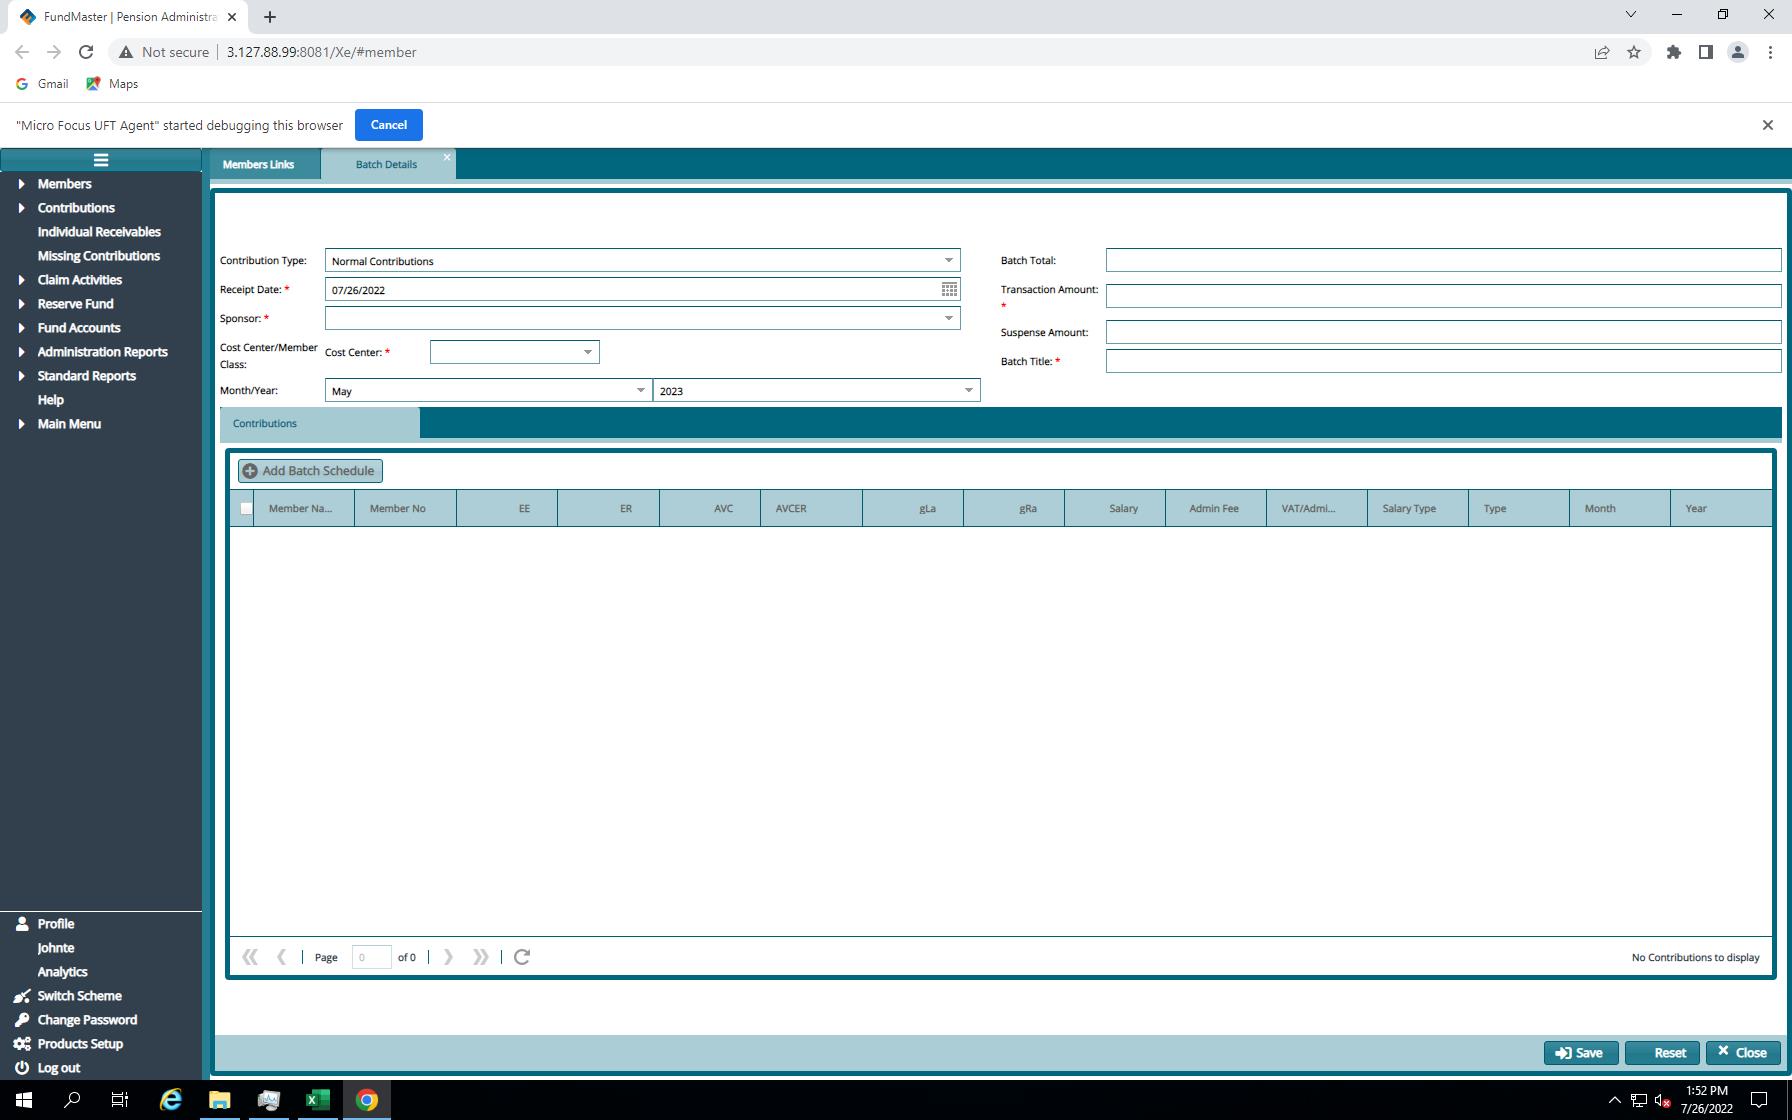 FundMaster | Pension Administra
Not secure
3.127.88.99:8081/Xe/#member
Gmail
Maps
"Micro Focus UFT Agent" started debugging this browser
Cancel
Members Links
Batch Details
Members
Contributions
Individual Receivables
Missing Contributions
Claim Activities
Reserve Fund
Fund Accounts
Administration Reports
Standard Reports
Help
Main Menu
Contribution Type:
Normal Contributions
Receipt Date: *
07/26/2022
Sponsor: *
Cost Center/Member
Class:
Cost Center: *
Month/Year:
May
2023
Batch Total:
Transaction Amount:
*
Suspense Amount:
Batch Title: *
Contributions
Add Batch Schedule
Member Na...
Member No
EE
ER
AVC
AVCER
gLa
gRa
Salary
Admin Fee
VAT/Admi...
Salary Type
Type
Month
Year
Page
0
of 0
No Contributions to display
Save
Reset
Close
Profile
Johnte
Analytics
Switch Scheme
Change Password
Products Setup
Log out
1:52 PM
7/26/2022